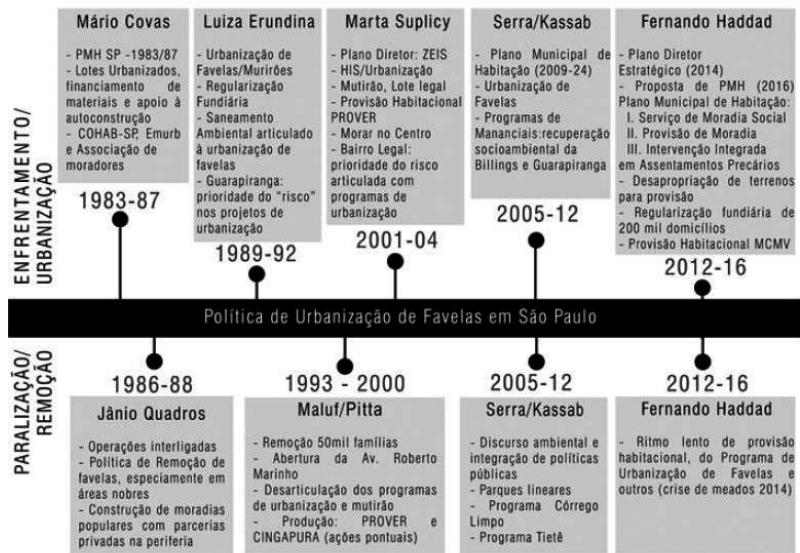 ENFRENTAMENTO/
URBANIZAÇÃO
Mário Covas
- PMH SP -1983/87
- Lotes Urbanizados,
financiamento de
materiais e apoio à
autoconstrução
- COHAB-SP, Emurb
e Associação de
moradores
1983-87
Luiza Erundina
- Urbanização de
Favelas/Murirões
- Regularização
Fundiária
- Saneamento
Ambiental articulado
à urbanização de
favelas
- Guarapiranga:
prioridade do “risco”
nos projetos de
urbanização
1989-92
Marta Suplicy
- Plano Diretor: ZEIS
- HIS/Urbanização
- Mutirão, Lote legal
- Provisão Habitacional
PROVER
- Morar no Centro
- Bairro Legal:
prioridade do risco
articulada com
programas de
urbanização
2001-04
Serra/Kassab
- Plano Municipal de
Habitação (2009-24)
- Urbanização de
Favelas
- Programas de
Mananciais:recuperação
socioambiental da
Billings e Guarapiranga
2005-12
Fernando Haddad
- Plano Diretor
Estratégico (2014)
- Proposta de PMH (2016)
Plano Municipal de Habitação:
I. Serviço de Moradia Social
II. Provisão de Moradia
III. Intervenção Integrada
em Assentamentos Precários
- Desapropriação de terrenos
para provisão
- Regularização fundiária de
200 mil domicílios
- Provisão Habitacional MCMV
2012-16
Política de Urbanização de Favelas em São Paulo
PARALIZAÇÃO/
REMOÇÃO
1986-88
Jânio Quadros
- Operações interligadas
- Política de Remoção de
favelas, especialmente em
áreas nobres
- Construção de moradias
populares com parcerias
privadas na periferia
1993 - 2000
Maluf/Pitta
- Remoção 50mil famílias
- Abertura da Av. Roberto
Marinho
- Desarticulação dos programas
de urbanização e mutirão
- Produção: PROVER e
CINGAPURA (ações pontuais)
2005-12
Serra/Kassab
- Discurso ambiental e
integração de políticas
públicas
- Parques lineares
- Programa Córrego
Limpo
- Programa Tietê
2012-16
Fernando Haddad
- Ritmo lento de provisão
habitacional, do Programa de
Urbanização de Favelas e
outros (crise de meados 2014)